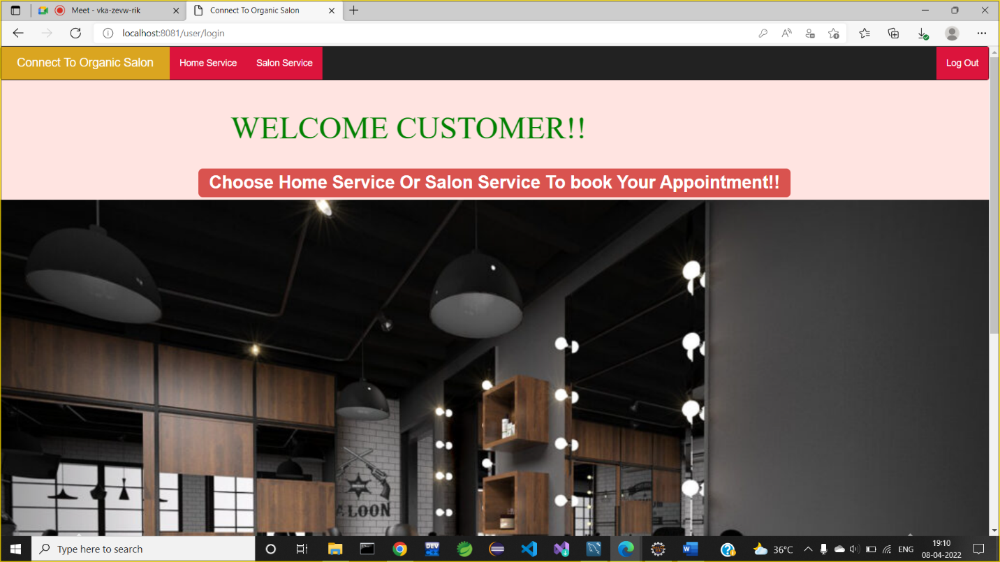 Meet - vka-zevw-rik
Connect To Organic Salon
localhost:8081/user/login
Connect To Organic Salon
Home Service
Salon Service
Log Out
WELCOME CUSTOMER!!
Choose Home Service Or Salon Service To book Your Appointment!!
ALOON
Type here to search
DEV
36°C
ENG
19:10
08-04-2022